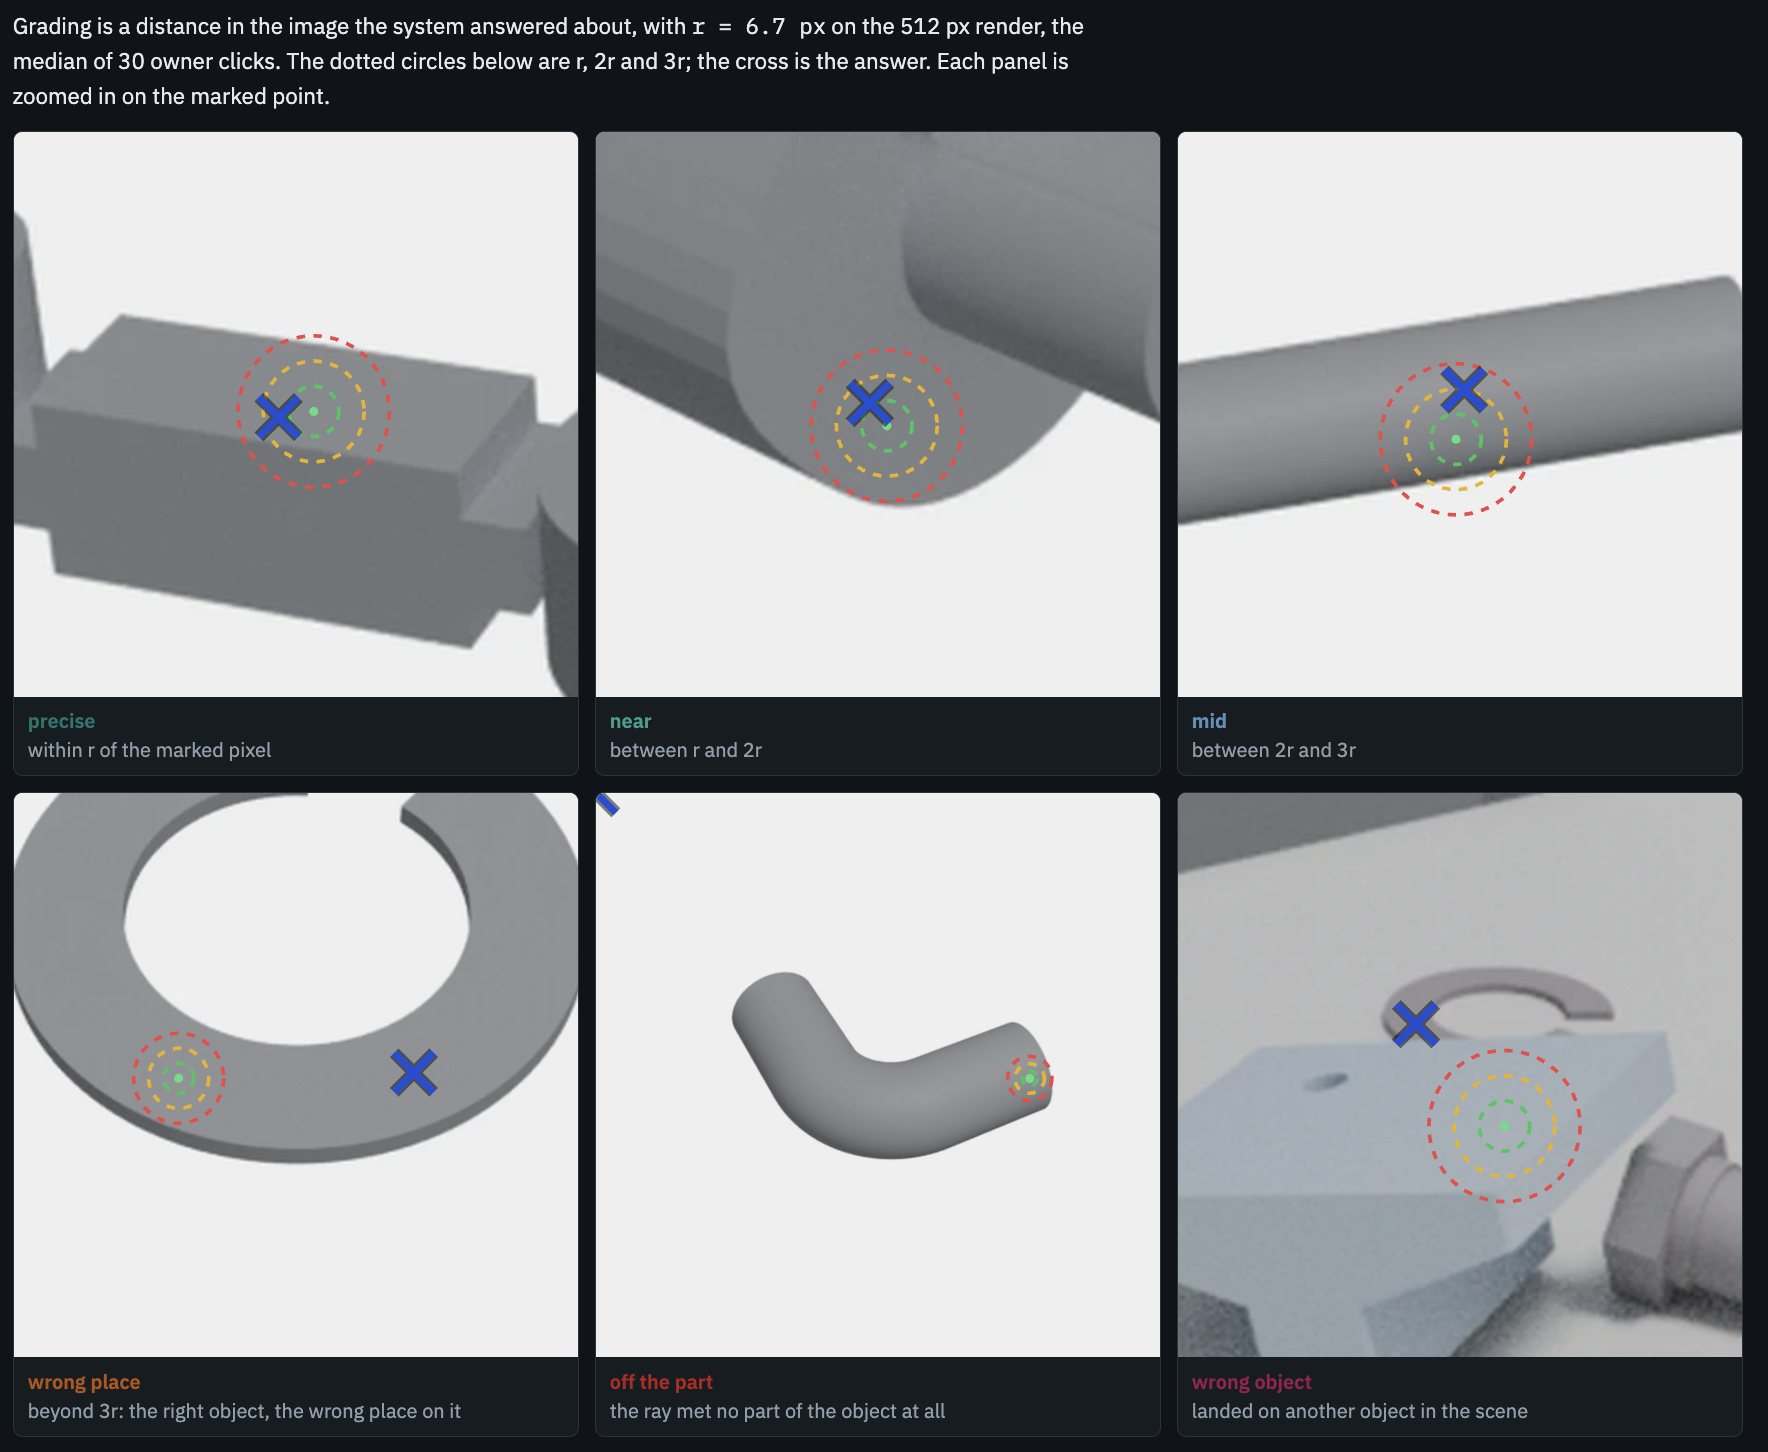 Grading is a distance in the image the system answered about, with r = 6.7 px on the 512 px render, the
median of 30 owner clicks. The dotted circles below are r, 2r and 3r; the cross is the answer. Each panel is
zoomed in on the marked point.
precise
within r of the marked pixel
near
between r and 2r
mid
between 2r and 3r
wrong place
beyond 3r: the right object, the wrong place on it
off the part
the ray met no part of the object at all
wrong object
landed on another object in the scene